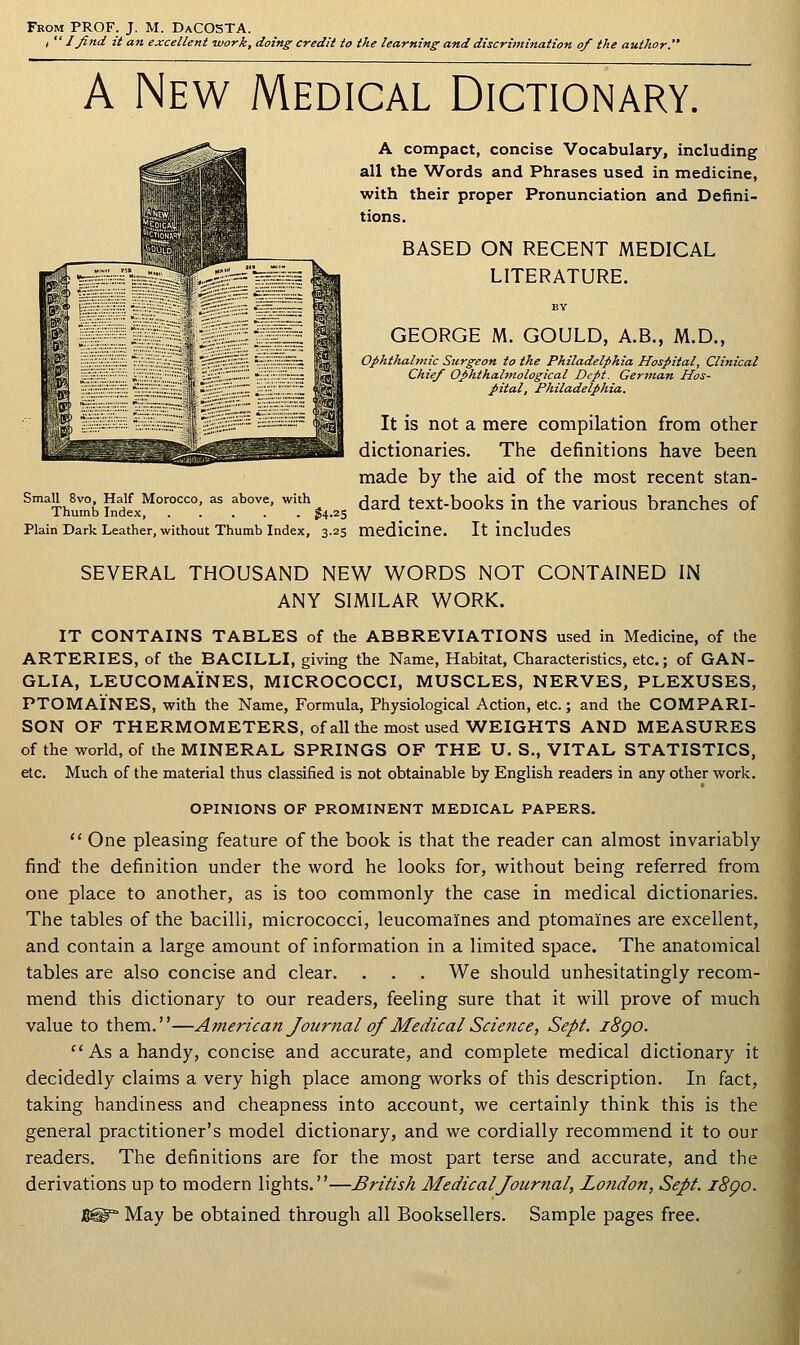 From PROF. J. M. DaCOSTA.
“ I find it an excellent work, doing credit to the learning and discrimination of the author.”
A New Medical Dictionary.
A NEW
MEDICAL
DICTIONARY
GOULD
A compact, concise Vocabulary, including
all the Words and Phrases used in medicine,
with their proper Pronunciation and Defini-
tions.
BASED ON RECENT MEDICAL
LITERATURE.
BY
GEORGE M. GOULD, A.B., M.D.,
Ophthalmic Surgeon to the Philadelphia Hospital, Clinical
Chief Ophthalmological Dept. German Hos-
pital, Philadelphia.
It is not a mere compilation from other
dictionaries. The definitions have been
made by the aid of the most recent stan-
dard text-books in the various branches of
medicine. It includes
Small 8vo, Half Morocco, as above, with
Thumb Index, . . . . . $4.25
Plain Dark Leather, without Thumb Index, 3.25
SEVERAL THOUSAND NEW WORDS NOT CONTAINED IN
ANY SIMILAR WORK.
IT CONTAINS TABLES of the ABBREVIATIONS used in Medicine, of the
ARTERIES, of the BACILLI, giving the Name, Habitat, Characteristics, etc.; of GAN-
GLIA, LEUCOMAÏNES, MICROCOCCI, MUSCLES, NERVES, PLEXUSES,
PTOMAÏNES, with the Name, Formula, Physiological Action, etc.; and the COMPARI-
SON OF THERMOMETERS, of all the most used WEIGHTS AND MEASURES
of the world, of the MINERAL SPRINGS OF THE U. S., VITAL STATISTICS,
etc. Much of the material thus classified is not obtainable by English readers in any other work.
OPINIONS OF PROMINENT MEDICAL PAPERS.
“ One pleasing feature of the book is that the reader can almost invariably
find the definition under the word he looks for, without being referred from
one place to another, as is too commonly the case in medical dictionaries.
The tables of the bacilli, micrococci, leucomaïnes and ptomaïnes are excellent,
and contain a large amount of information in a limited space. The anatomical
tables are also concise and clear. . . . We should unhesitatingly recom-
mend this dictionary to our readers, feeling sure that it will prove of much
value to them.”—American Journal of Medical Science, Sept. 1890.
“ As a handy, concise and accurate, and complete medical dictionary it
decidedly claims a very high place among works of this description. In fact,
taking handiness and cheapness into account, we certainly think this is the
general practitioner’s model dictionary, and we cordially recommend it to our
readers. The definitions are for the most part terse and accurate, and the
derivations up to modern lights.”—British Medical Journal, London, Sept. 1890.
☞ May be obtained through all Booksellers. Sample pages free.